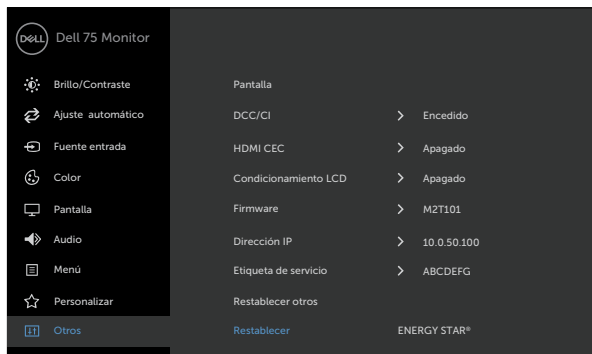 DELL Dell 75 Monitor
Brillo/Contraste
Ajuste automático
Fuente entrada
Color
Pantalla
Audio
Menú
Personalizar
Otros
Pantalla
DCC/CI > Encedido
HDMI CEC > Apagado
Condicionamiento LCD > Apagado
Firmware > M2T101
Dirección IP > 10.0.50.100
Etiqueta de servicio > ABCDEFG
Restablecer otros
Restablecer ENERGY STAR®